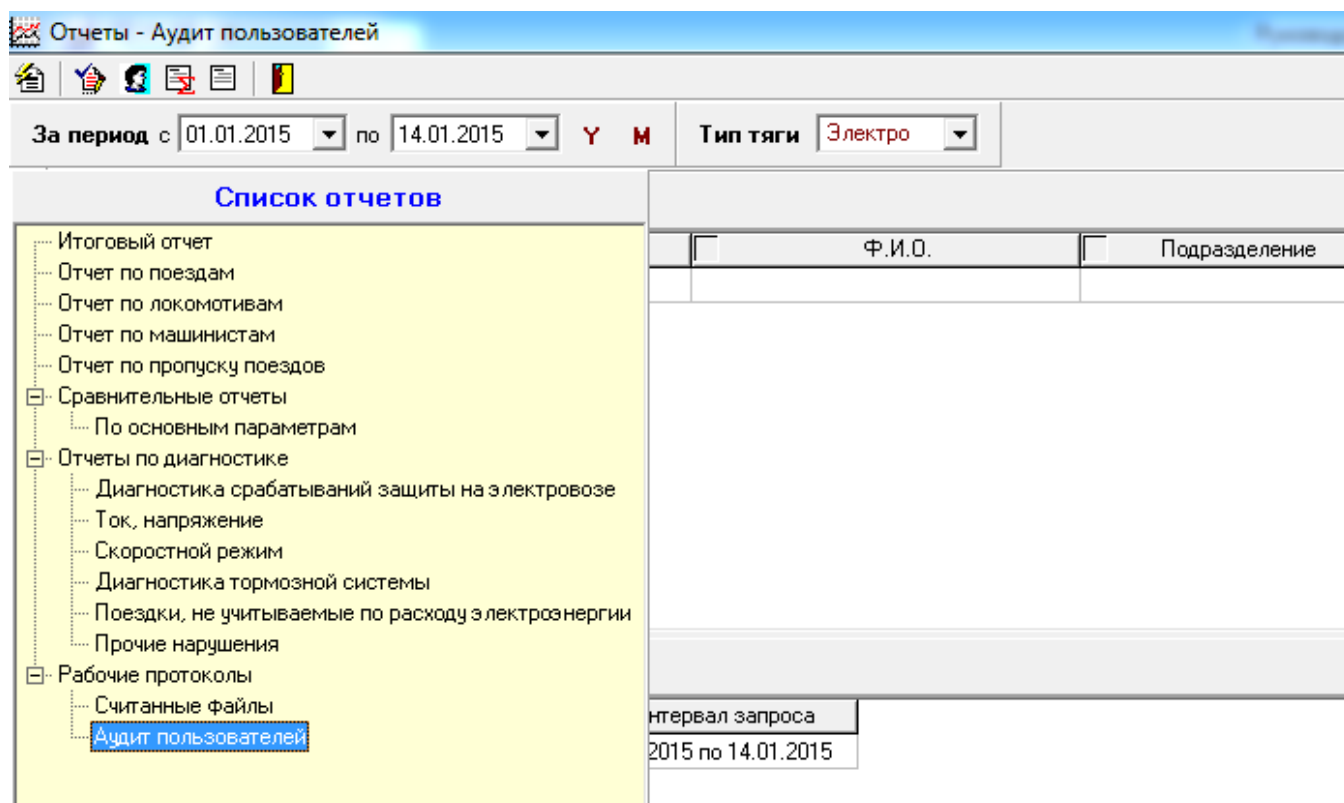 Отчеты - Аудит пользователей
За период с 01.01.2015 по 14.01.2015 Y M Тип тяги Электро
Список отчетов
Итоговый отчет
Отчет по поездам
Отчет по локомотивам
Отчет по машинистам
Отчет по пропуску поездов
Сравнительные отчеты
По основным параметрам
Отчеты по диагностике
Диагностика срабатываний защиты на электровозе
Ток, напряжение
Скоростной режим
Диагностика тормозной системы
Поездки, не учитываемые по расходу электроэнергии
Прочие нарушения
Рабочие протоколы
Считанные файлы
Аудит пользователей
Ф.И.О. Подразделение
нтервал запроса
2015 по 14.01.2015